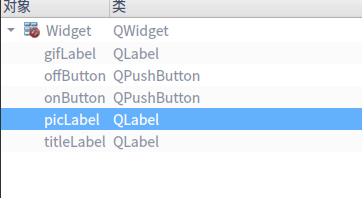 对象 类
Widget QWidget
gifLabel QLabel
offButton QPushButton
onButton QPushButton
picLabel QLabel
titleLabel QLabel